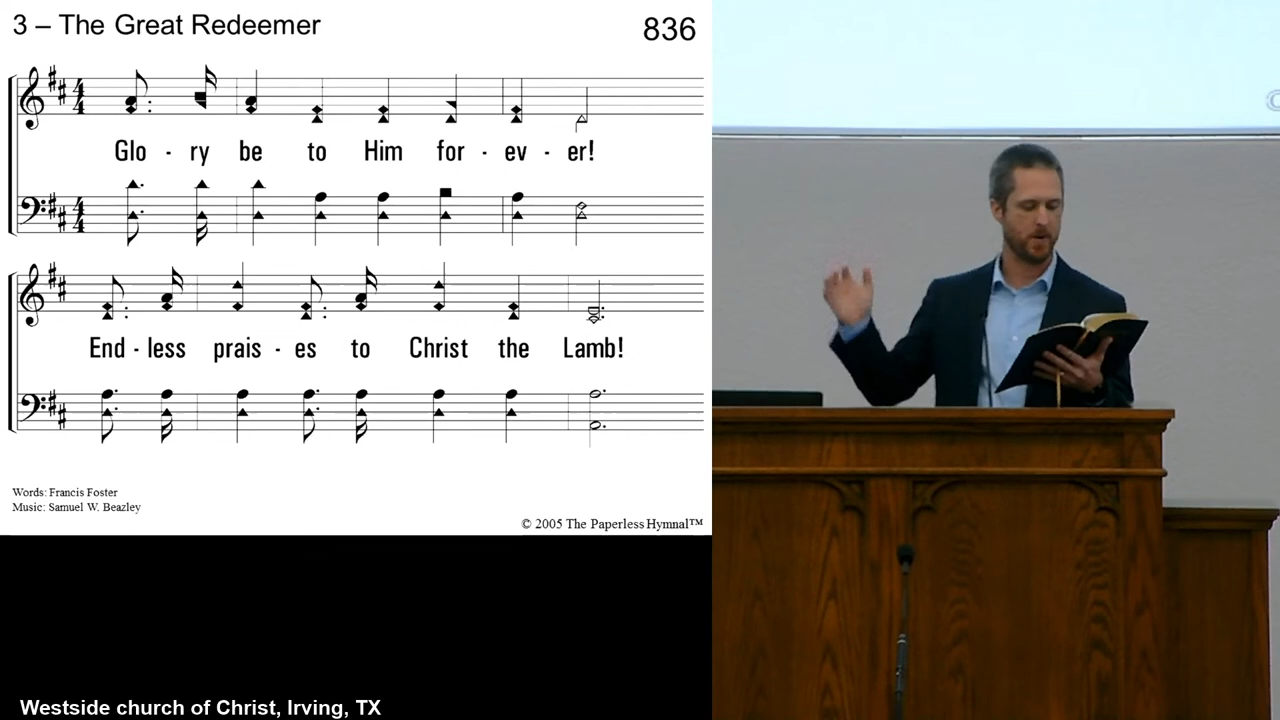 3 – The Great Redeemer
836
Glo - ry be to Him for - ev - er!
End - less prais - es to Christ the Lamb!
Words: Francis Foster
Music: Samuel W. Beazley
© 2005 The Paperless Hymnal™
Westside church of Christ, Irving, TX